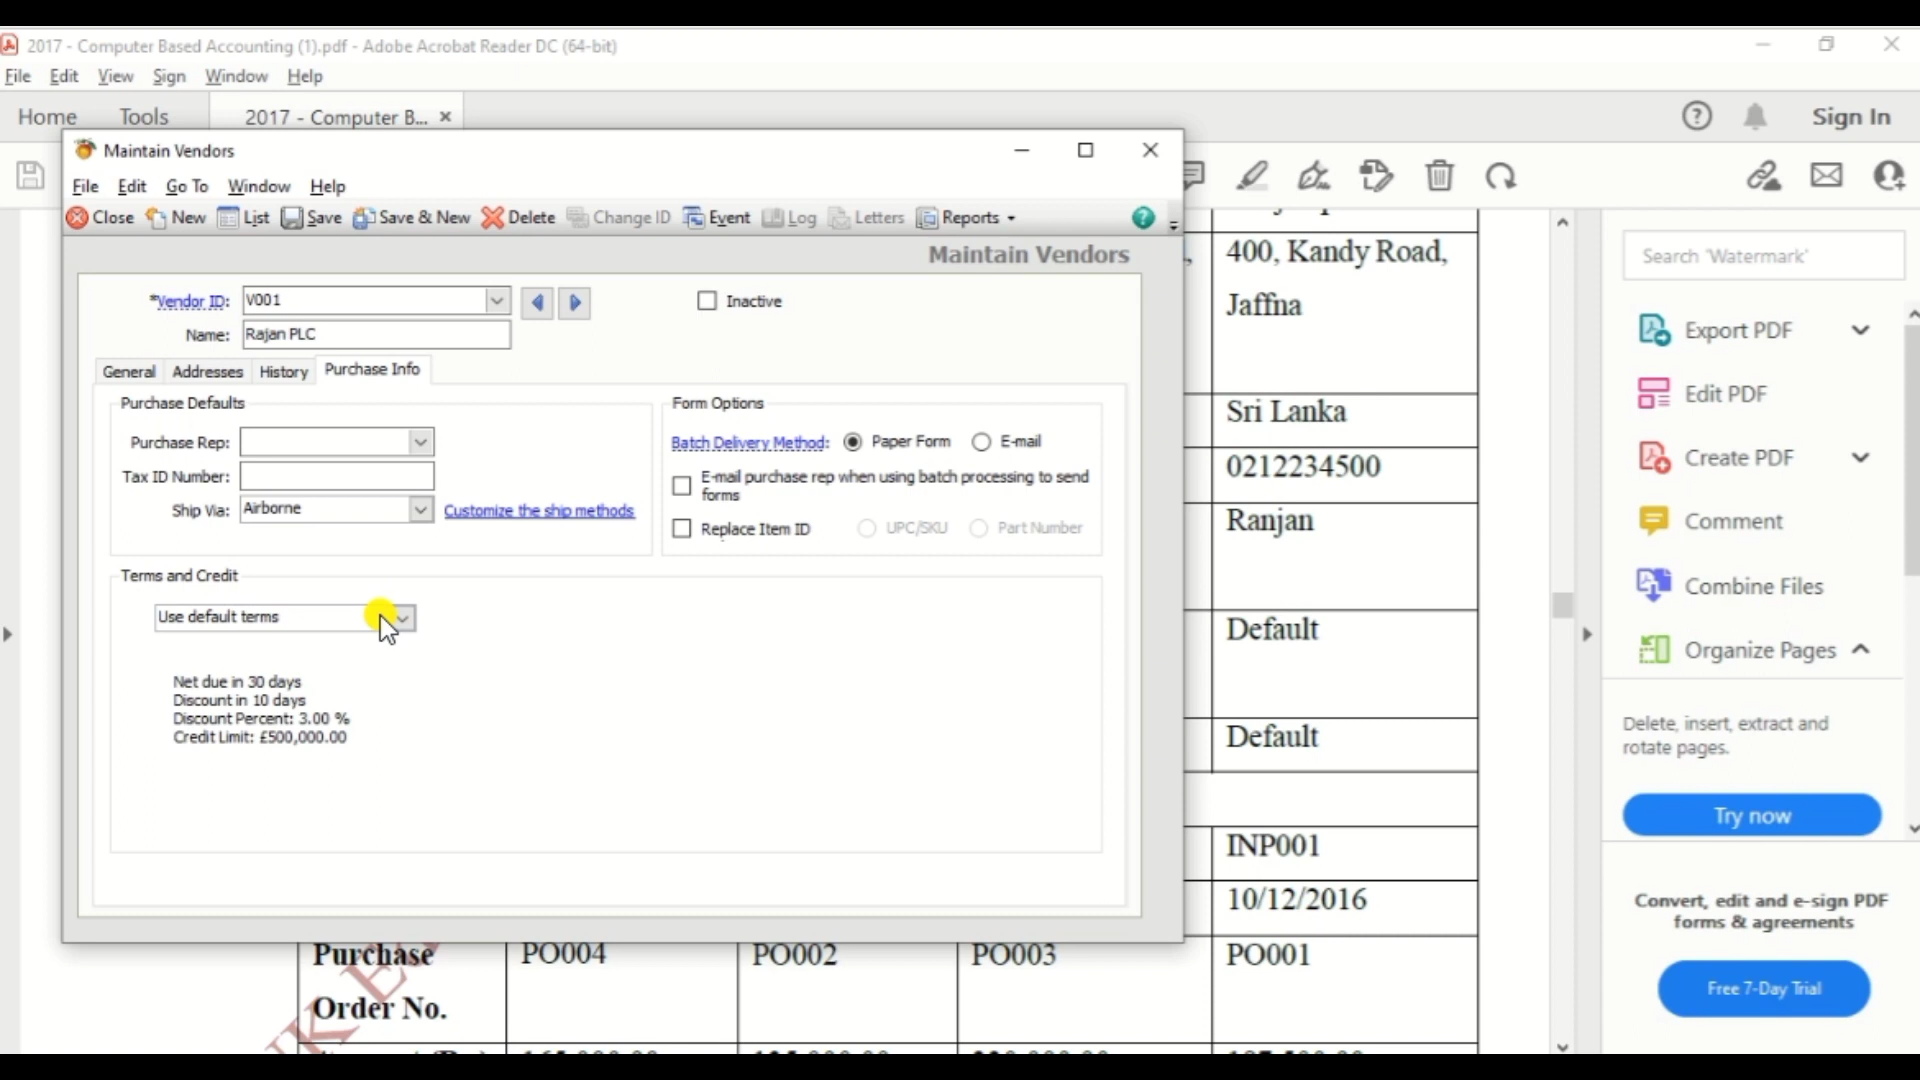 2017 - Computer Based Accounting (1).pdf - Adobe Acrobat Reader DC (64-bit)
File Edit View Sign Window Help
Home Tools 2017 - Computer B... Sign In
Maintain Vendors
File Edit Go To Window Help
Close New List Save Save & New Delete Change ID Event Log Letters Reports
Maintain Vendors
*Vendor ID: V001 Inactive
Name: Rajan PLC
General Addresses History Purchase Info
Purchase Defaults
Purchase Rep:
Tax ID Number:
Ship Via: Airborne Customize the ship methods
Form Options
Batch Delivery Method: Paper Form E-mail
E-mail purchase rep when using batch processing to send
forms
Replace Item ID UPC/SKU Part Number
Terms and Credit
Use default terms
Net due in 30 days
Discount in 10 days
Discount Percent: 3.00 %
Credit Limit: £500,000.00
400, Kandy Road,
Jaffna
Sri Lanka
0212234500
Ranjan
Default
Default
INP001
10/12/2016
Purchase PO004 PO002 PO003 PO001
Order No.
Search 'Watermark'
Export PDF
Edit PDF
Create PDF
Comment
Combine Files
Organize Pages
Delete, insert, extract and
rotate pages.
Try now
Convert, edit and e-sign PDF
forms & agreements
Free 7-Day Trial